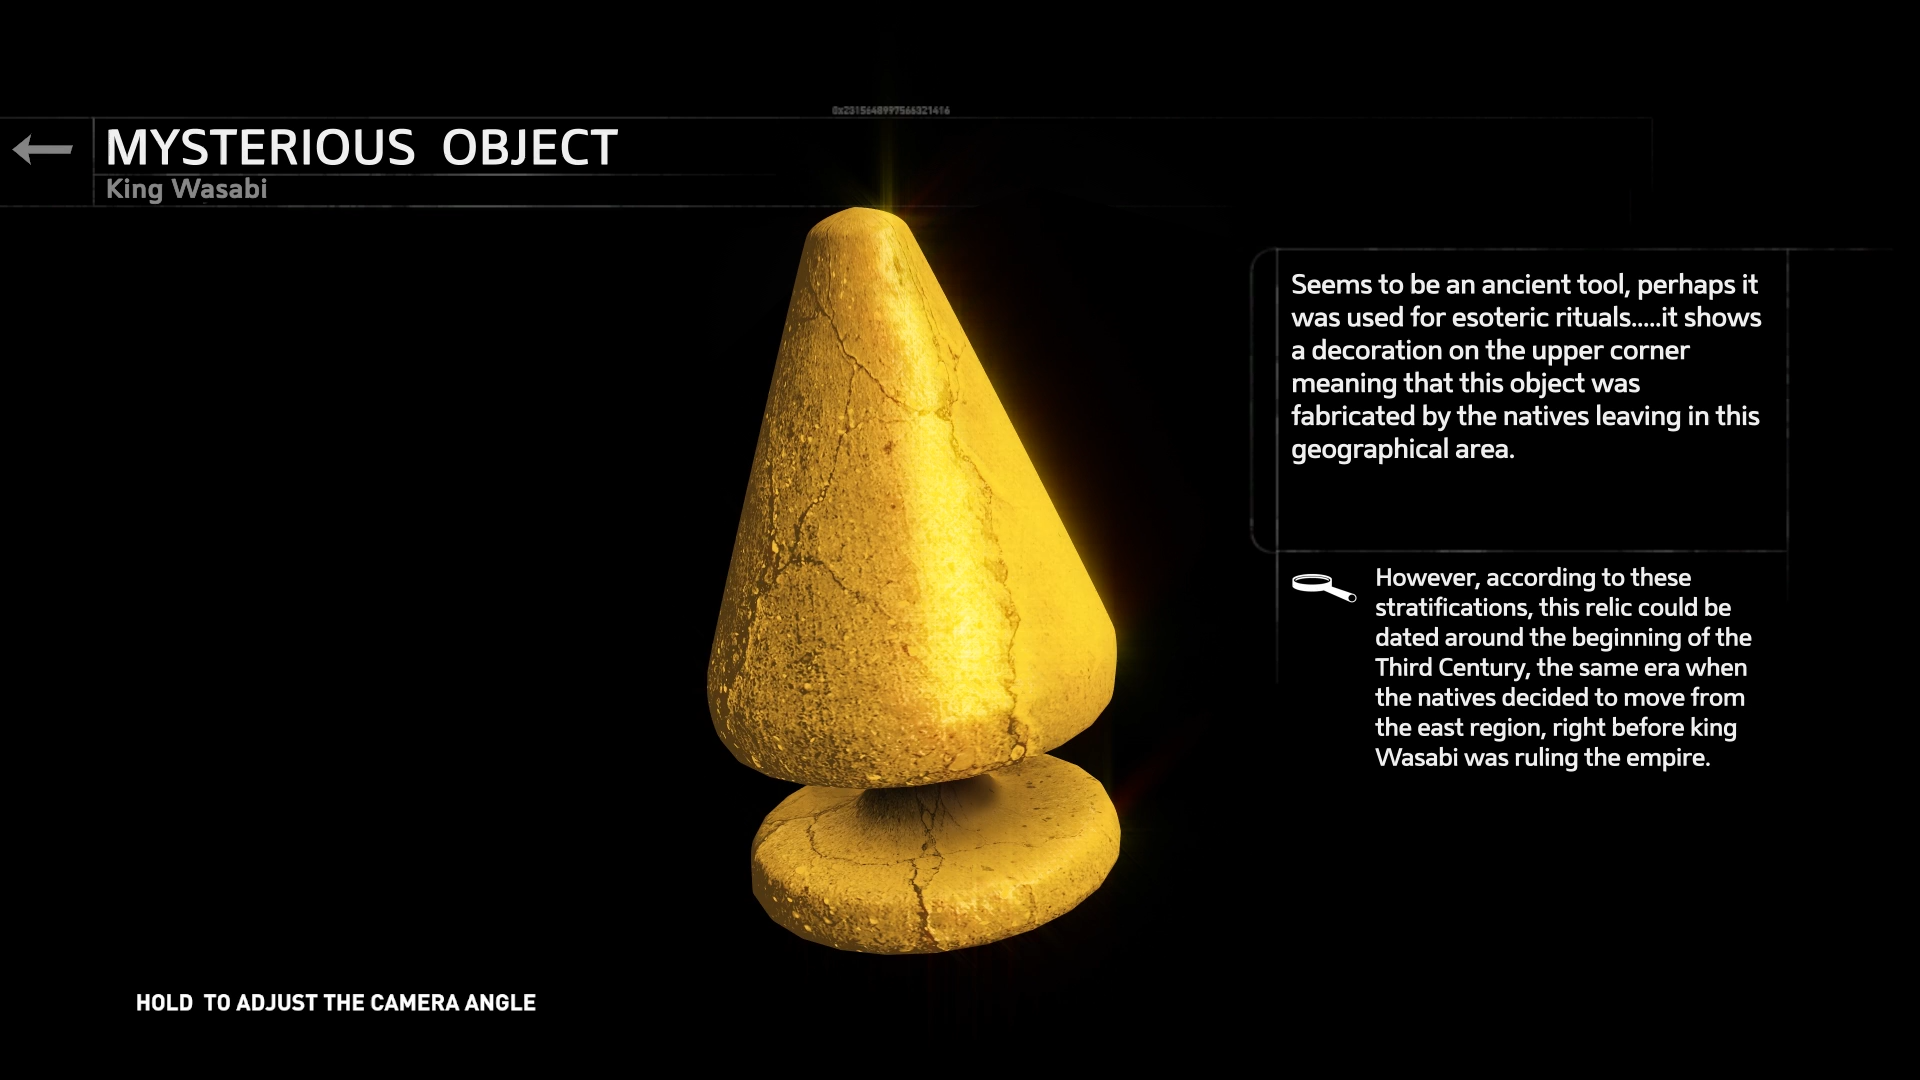 0x2315648997566321416
MYSTERIOUS OBJECT
King Wasabi
Seems to be an ancient tool, perhaps it
was used for esoteric rituals.....it shows
a decoration on the upper corner
meaning that this object was
fabricated by the natives leaving in this
geographical area.
However, according to these
stratifications, this relic could be
dated around the beginning of the
Third Century, the same era when
the natives decided to move from
the east region, right before king
Wasabi was ruling the empire.
HOLD TO ADJUST THE CAMERA ANGLE